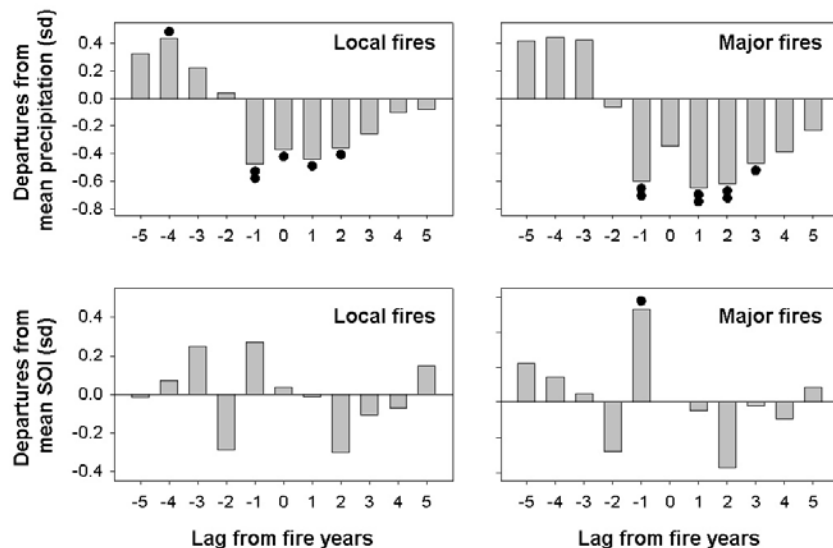 Departures from
mean precipitation (sd)
Local fires
0.4
0.2
0.0
-0.2
-0.4
-0.6
-0.8
-5 -4 -3 -2 -1 0 1 2 3 4 5
Major fires
-5 -4 -3 -2 -1 0 1 2 3 4 5
Departures from
mean SOI (sd)
Local fires
0.4
0.2
0.0
-0.2
-0.4
-5 -4 -3 -2 -1 0 1 2 3 4 5
Lag from fire years
Major fires
-5 -4 -3 -2 -1 0 1 2 3 4 5
Lag from fire years